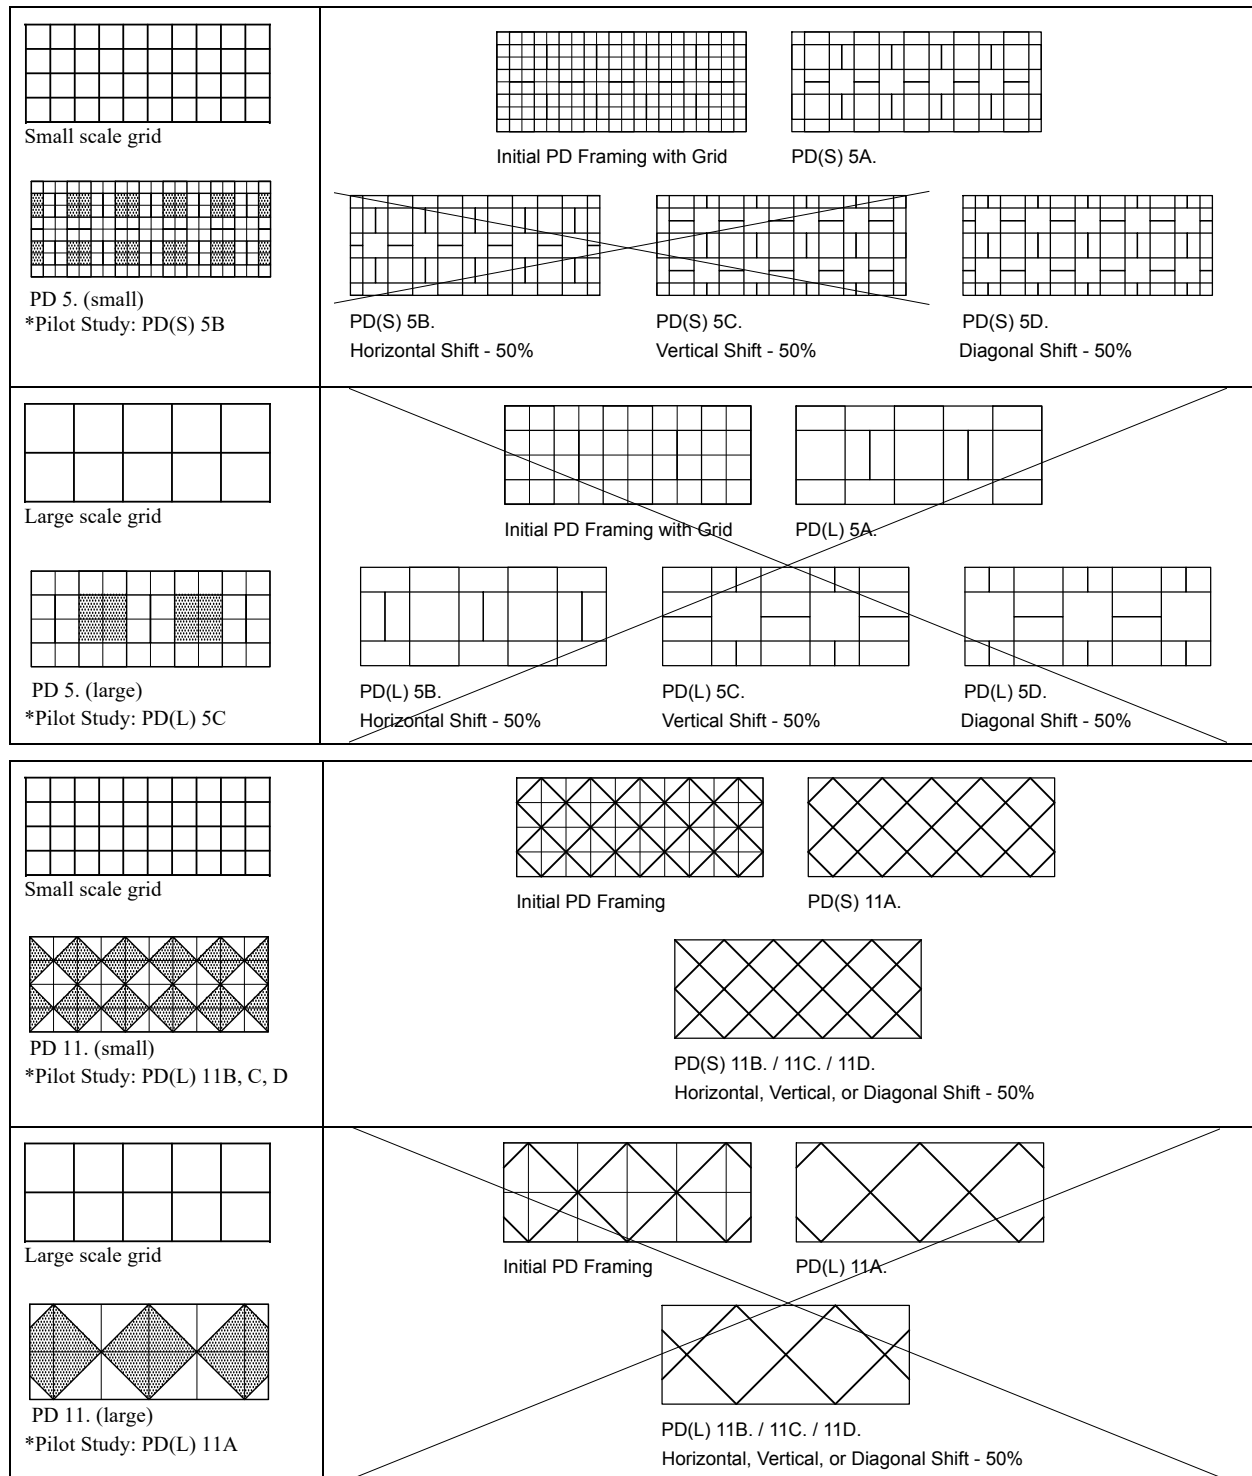 Small scale grid
PD 5. (small)
*Pilot Study: PD(S) 5B
Initial PD Framing with Grid
PD(S) 5A.
PD(S) 5B.
Horizontal Shift - 50%
PD(S) 5C.
Vertical Shift - 50%
PD(S) 5D.
Diagonal Shift - 50%
Large scale grid
PD 5. (large)
*Pilot Study: PD(L) 5C
Initial PD Framing with Grid
PD(L) 5A.
PD(L) 5B.
Horizontal Shift - 50%
PD(L) 5C.
Vertical Shift - 50%
PD(L) 5D.
Diagonal Shift - 50%
Small scale grid
PD 11. (small)
*Pilot Study: PD(L) 11B, C, D
Initial PD Framing
PD(S) 11A.
PD(S) 11B. / 11C. / 11D.
Horizontal, Vertical, or Diagonal Shift - 50%
Large scale grid
PD 11. (large)
*Pilot Study: PD(L) 11A
Initial PD Framing
PD(L) 11A.
PD(L) 11B. / 11C. / 11D.
Horizontal, Vertical, or Diagonal Shift - 50%